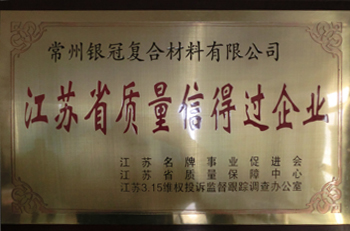 常州银冠复合材料有限公司
江苏省质量信得过企业
江苏名牌事业促进会
江苏省质量保障中心
江苏3.15维权投诉监督跟踪调查办公室